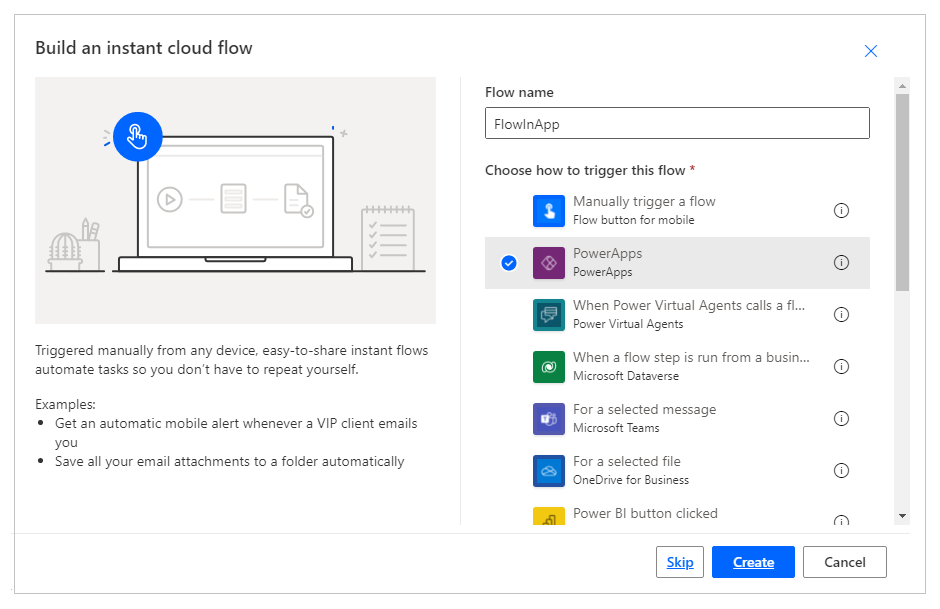 Build an instant cloud flow
Triggered manually from any device, easy-to-share instant flows
automate tasks so you don't have to repeat yourself.
Examples:
Get an automatic mobile alert whenever a VIP client emails
you
Save all your email attachments to a folder automatically
Flow name
FlowInApp
Choose how to trigger this flow *
Manually trigger a flow
Flow button for mobile
PowerApps
PowerApps
When Power Virtual Agents calls a fl...
Power Virtual Agents
When a flow step is run from a busin...
Microsoft Dataverse
For a selected message
Microsoft Teams
For a selected file
OneDrive for Business
Power BI button clicked
Skip
Create
Cancel